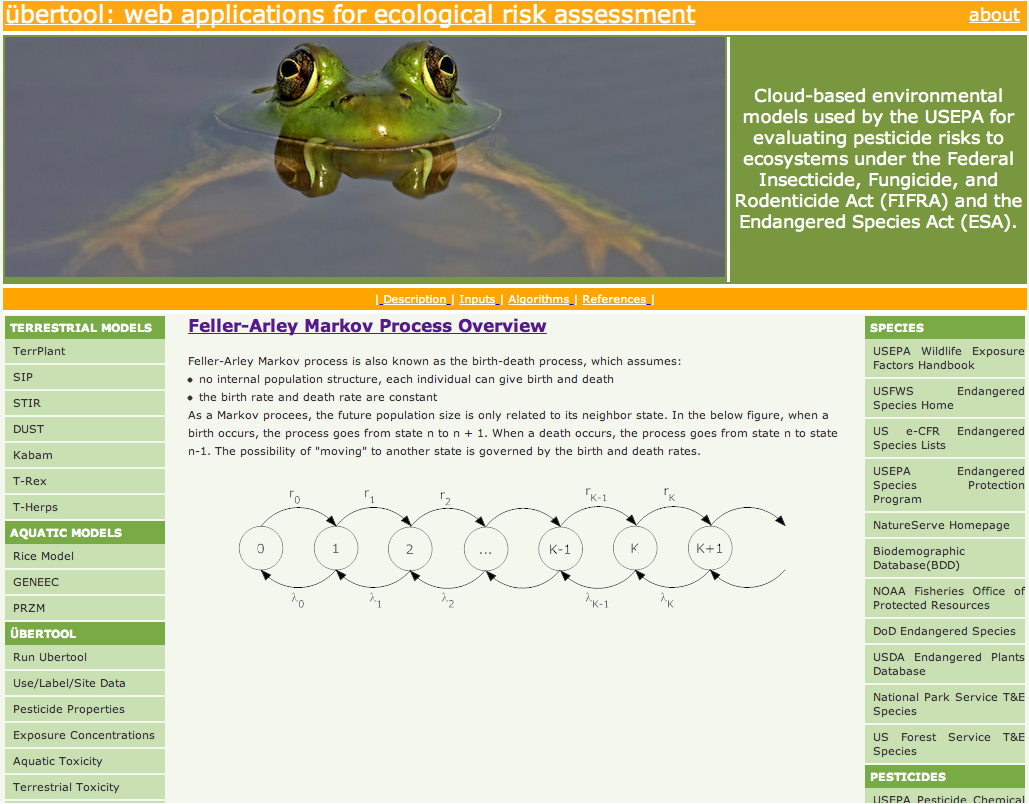 übertool: web applications for ecological risk assessment
about
Cloud-based environmental
models used by the USEPA for
evaluating pesticide risks to
ecosystems under the Federal
Insecticide, Fungicide, and
Rodenticide Act (FIFRA) and the
Endangered Species Act (ESA).
| Description | Inputs | Algorithms | References |
TERRESTRIAL MODELS
TerrPlant
SIP
STIR
DUST
Kabam
T-Rex
T-Herps
AQUATIC MODELS
Rice Model
GENEEC
PRZM
ÜBERTOOL
Run Ubertool
Use/Label/Site Data
Pesticide Properties
Exposure Concentrations
Aquatic Toxicity
Terrestrial Toxicity
Feller-Arley Markov Process Overview
Feller-Arley Markov process is also known as the birth-death process, which assumes:
• no internal population structure, each individual can give birth and death
• the birth rate and death rate are constant
As a Markov procees, the future population size is only related to its neighbor state. In the below figure, when a
birth occurs, the process goes from state n to n + 1. When a death occurs, the process goes from state n to state
n-1. The possibility of "moving" to another state is governed by the birth and death rates.
r0 r1 r2 rK-1 rK
0 1 2 ... K-1 K K+1
λ0 λ1 λ2 λK-1 λK
SPECIES
USEPA Wildlife Exposure
Factors Handbook
USFWS Endangered
Species Home
US e-CFR Endangered
Species Lists
USEPA Endangered
Species Protection
Program
NatureServe Homepage
Biodemographic
Database(BDD)
NOAA Fisheries Office of
Protected Resources
DoD Endangered Species
USDA Endangered Plants
Database
National Park Service T&E
Species
US Forest Service T&E
Species
PESTICIDES
USEPA Pesticide Chemical